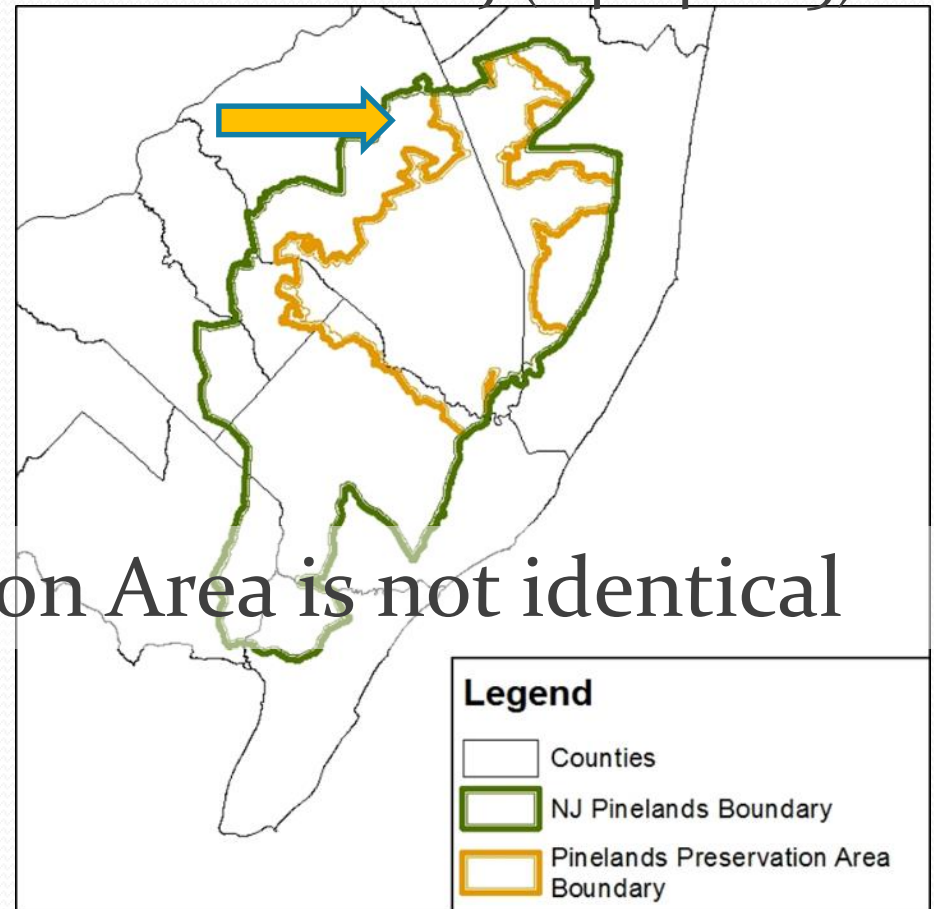 on Area is not identical
Legend
Counties
NJ Pinelands Boundary
Pinelands Preservation Area
Boundary